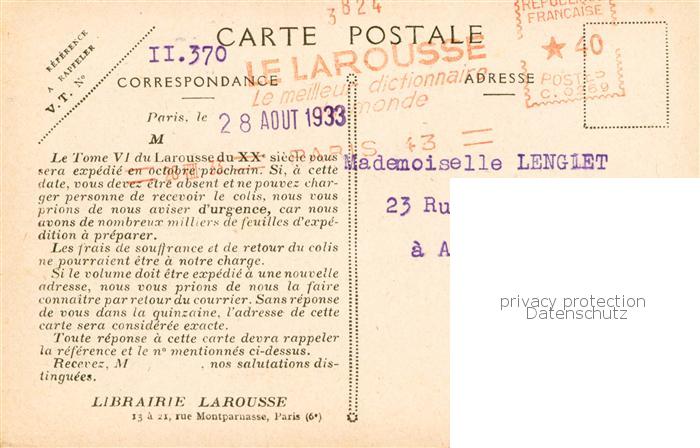 3824
RÉPUBLIQUE
FRANÇAISE
40
POSTES
C. 0269
RÉFÉRENCE
A RAPPELER
V. T. N°
II.370
CARTE POSTALE
LE LAROUSSE
Le meilleur dictionnaire
monde
CORRESPONDANCE
ADRESSE
Paris, le 28 AOUT 1933
PARIS 43
M
Mademoiselle LENGLET
23 Ru
à A
Le Tome VI du Larousse du XX<sup>e</sup> siècle vous
sera expédié en octobre prochain. Si, à cette
date, vous devez être absent et ne pouvez char-
ger personne de recevoir le colis, nous vous
prions de nous aviser d'urgence, car nous
avons de nombreux milliers de feuilles d'expé-
dition à préparer.
Les frais de souffrance et de retour du colis
ne pourraient être à notre charge.
Si le volume doit être expédié à une nouvelle
adresse, nous vous prions de nous la faire
connaître par retour du courrier. Sans réponse
de vous dans la quinzaine, l'adresse de cette
carte sera considérée exacte.
Toute réponse à cette carte devra rappeler
la référence et le n° mentionnés ci-dessus.
Recevez, M , nos salutations dis-
tinguées.
LIBRAIRIE LAROUSSE
13 à 21, rue Montparnasse, Paris (6e)
privacy protection
Datenschutz